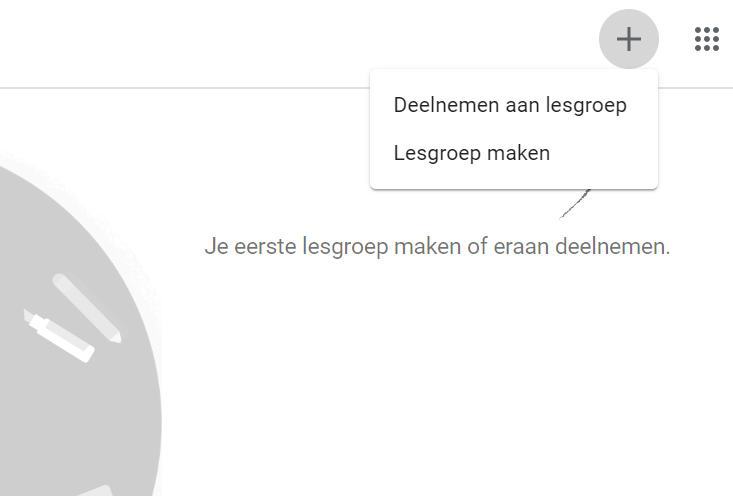 Deelnemen aan lesgroep
Lesgroep maken
Je eerste lesgroep maken of eraan deelnemen.